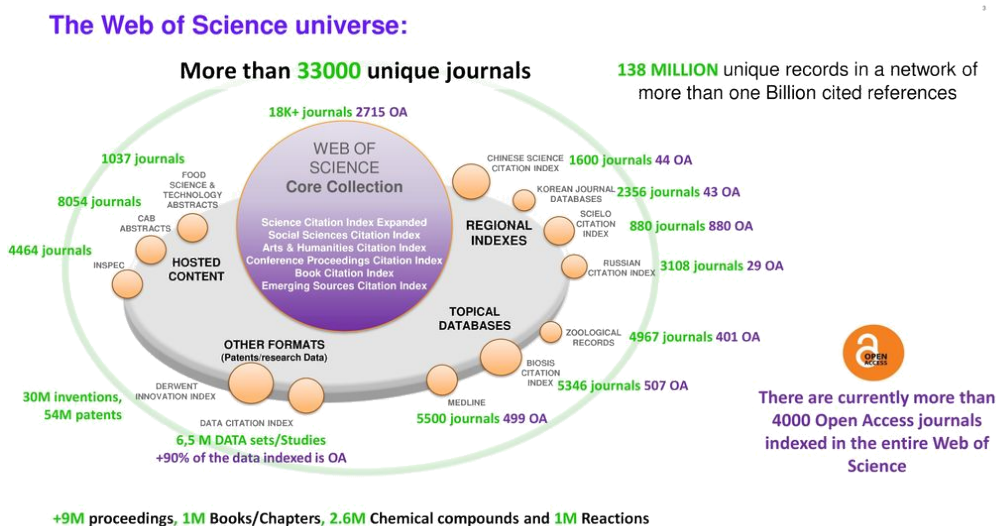 3
The Web of Science universe:
More than 33000 unique journals
138 MILLION unique records in a network of
more than one Billion cited references
18K+ journals 2715 OA
WEB OF
SCIENCE
Core Collection
Science Citation Index Expanded
Social Sciences Citation Index
Arts & Humanities Citation Index
Conference Proceedings Citation Index
Book Citation Index
Emerging Sources Citation Index
1037 journals
FOOD
SCIENCE &
TECHNOLOGY
ABSTRACTS
8054 journals
CAB
ABSTRACTS
4464 journals
INSPEC
HOSTED
CONTENT
CHINESE SCIENCE
CITATION INDEX
1600 journals 44 OA
KOREAN JOURNAL
DATABASES
2356 journals 43 OA
SCIELO
CITATION
INDEX
880 journals 880 OA
REGIONAL
INDEXES
RUSSIAN
CITATION INDEX
3108 journals 29 OA
TOPICAL
DATABASES
ZOOLOGICAL
RECORDS
4967 journals 401 OA
BIOSIS
CITATION
INDEX
5346 journals 507 OA
MEDLINE
5500 journals 499 OA
OTHER FORMATS
(Patents/research Data)
DERWENT
INNOVATION INDEX
30M inventions,
54M patents
DATA CITATION INDEX
6,5 M DATA sets/Studies
+90% of the data indexed is OA
OPEN
ACCESS
There are currently more than
4000 Open Access journals
indexed in the entire Web of
Science
+9M proceedings, 1M Books/Chapters, 2.6M Chemical compounds and 1M Reactions